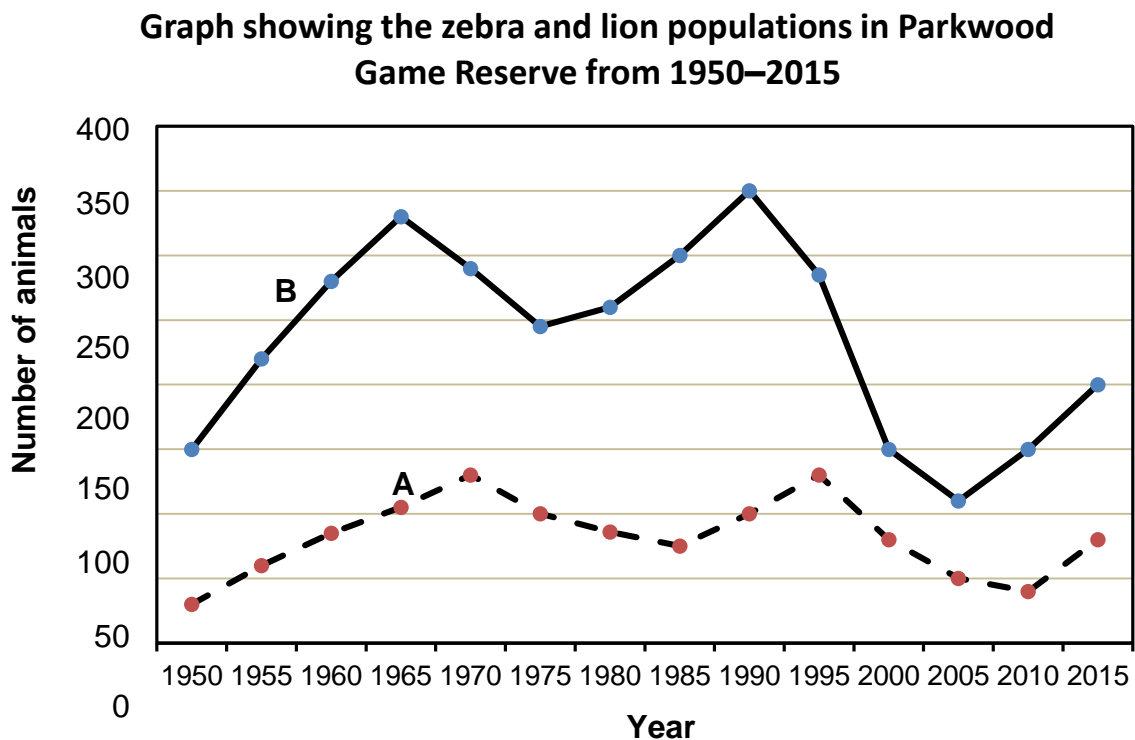 Graph showing the zebra and lion populations in Parkwood
Game Reserve from 1950–2015
Number of animals
400
350
300
250
200
150
100
50
0
B
A
1950 1955 1960 1965 1970 1975 1980 1985 1990 1995 2000 2005 2010 2015
Year